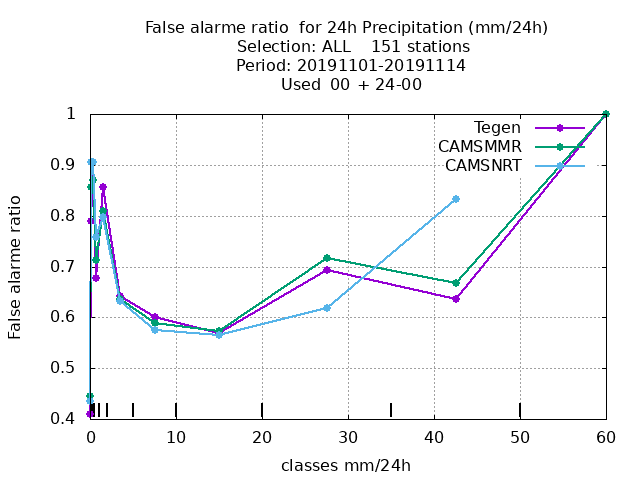 False alarme ratio  for 24h Precipitation (mm/24h)
Selection: ALL    151 stations
Period: 20191101-20191114
Used  00 + 24-00
1
0.9
0.8
0.7
0.6
0.5
0.4
False alarme ratio
Tegen
CAMSMMR
CAMSNRT
0 10 20 30 40 50 60
classes mm/24h